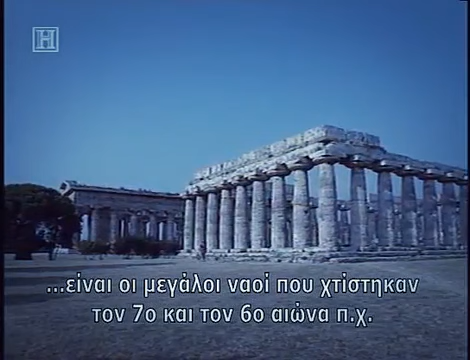 H
...είναι οι μεγάλοι ναοί που χτίστηκαν
τον 7ο και τον 6ο αιώνα π.χ.